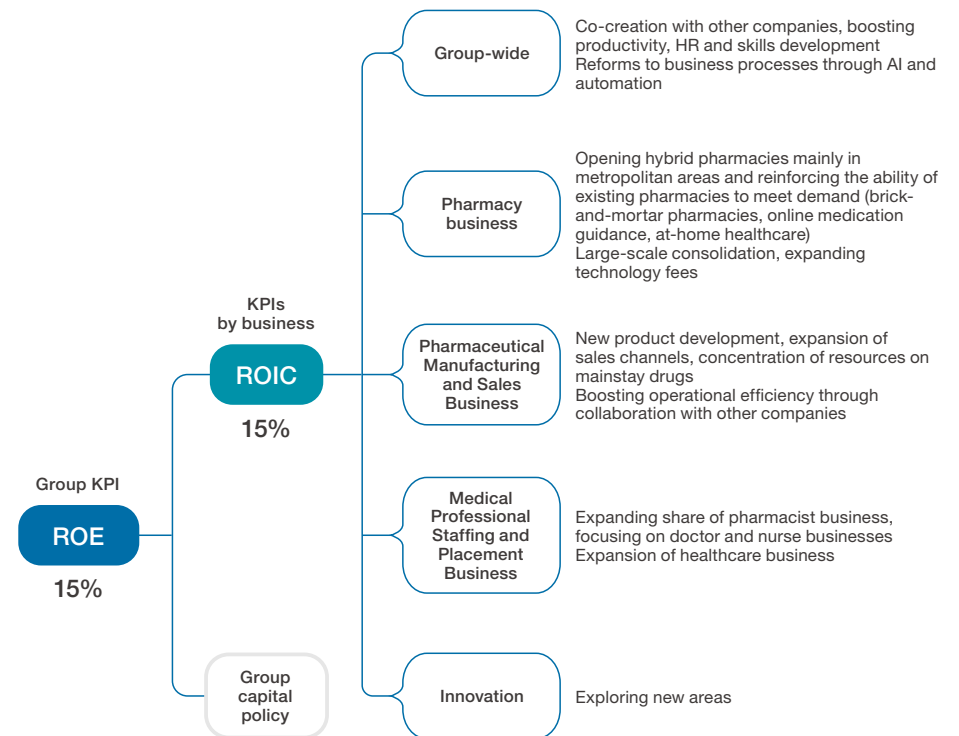 Group KPI
ROE
15%
KPIs
by business
ROIC
15%
Group
capital
policy
Group-wide
Co-creation with other companies, boosting
productivity, HR and skills development
Reforms to business processes through AI and
automation
Pharmacy
business
Opening hybrid pharmacies mainly in
metropolitan areas and reinforcing the ability of
existing pharmacies to meet demand (brick-
and-mortar pharmacies, online medication
guidance, at-home healthcare)
Large-scale consolidation, expanding
technology fees
Pharmaceutical
Manufacturing
and Sales
Business
New product development, expansion of
sales channels, concentration of resources on
mainstay drugs
Boosting operational efficiency through
collaboration with other companies
Medical
Professional
Staffing and
Placement
Business
Expanding share of pharmacist business,
focusing on doctor and nurse businesses
Expansion of healthcare business
Innovation
Exploring new areas